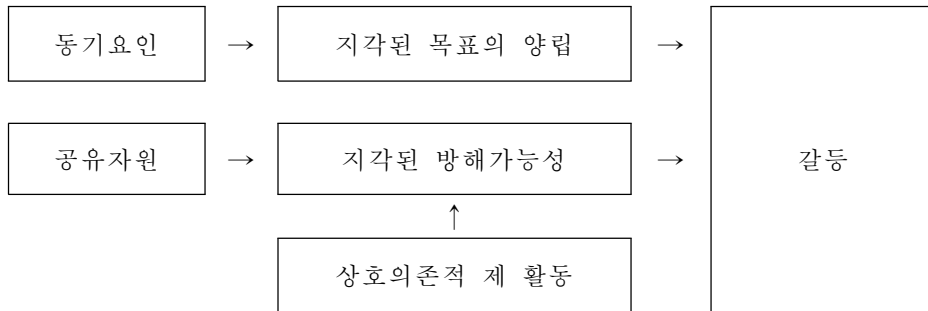 동기요인 → 지각된 목표의 양립 →
공유자원 → 지각된 방해가능성 → 갈등
↑
상호의존적 제 활동